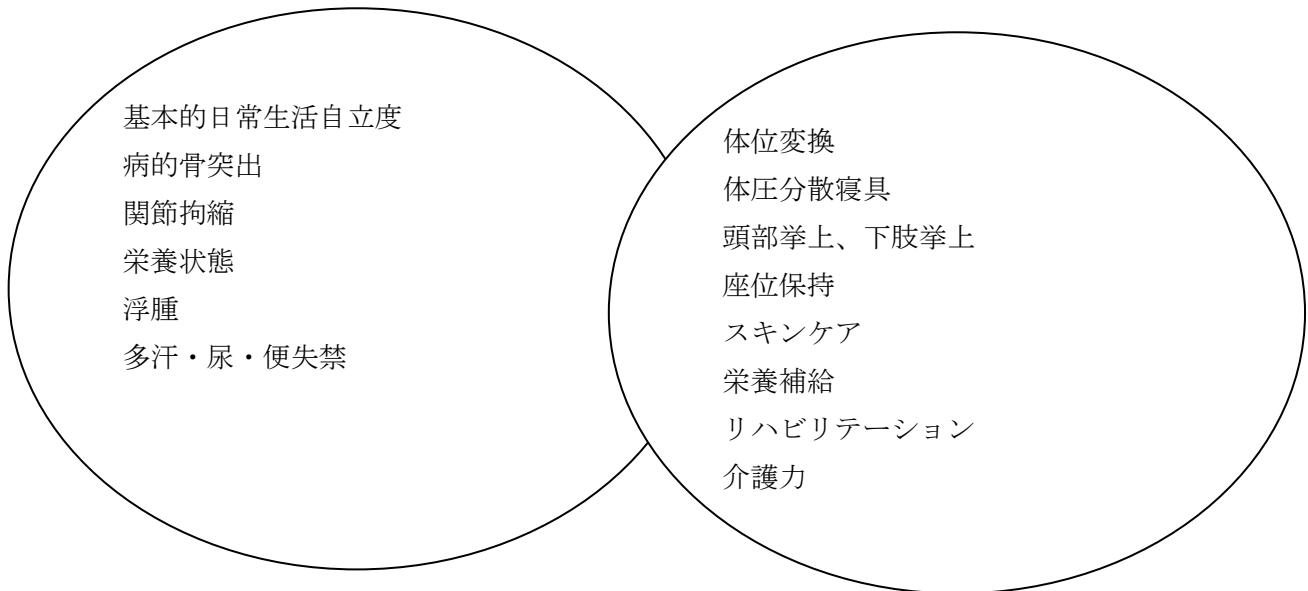 基本的日常生活自立度
病的骨突出
関節拘縮
栄養状態
浮腫
多汗・尿・便失禁
体位変換
体圧分散寝具
頭部挙上、下肢挙上
座位保持
スキンケア
栄養補給
リハビリテーション
介護力